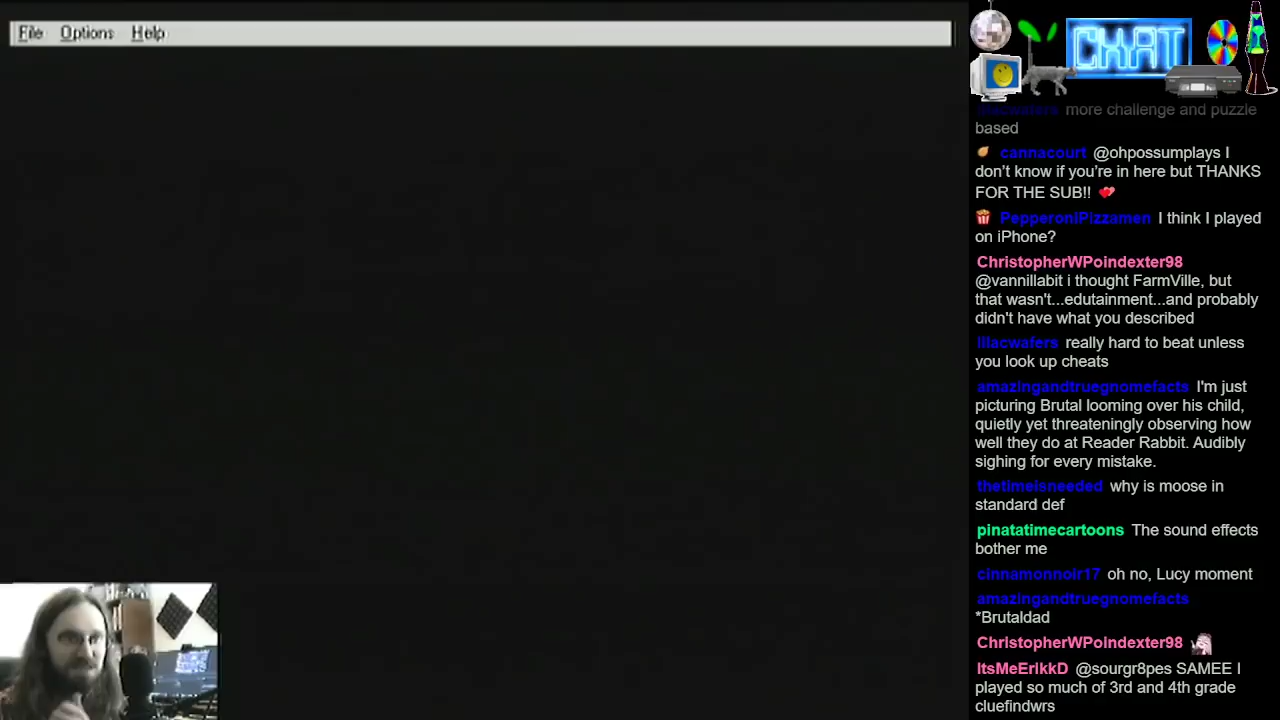 File Options Help
CHAT
more challenge and puzzle
based
cannacourt @ohpossumplays I
don't know if you're in here but THANKS
FOR THE SUB!!
PepperoniPizzamen I think I played
on iPhone?
ChristopherWPoindexter98
@vannillabit i thought FarmVille, but
that wasn't...edutainment...and probably
didn't have what you described
lilacwafers really hard to beat unless
you look up cheats
amazingandtruegnomefacts I'm just
picturing Brutal looming over his child,
quietly yet threateningly observing how
well they do at Reader Rabbit. Audibly
sighing for every mistake.
thetimeisneeded why is moose in
standard def
pinatatimecartoons The sound effects
bother me
cinnamonnoir17 oh no, Lucy moment
amazingandtruegnomefacts
*Brutaldad
ChristopherWPoindexter98
ItsMeErikkD @sourgr8pes SAMEE I
played so much of 3rd and 4th grade
cluefindwrs